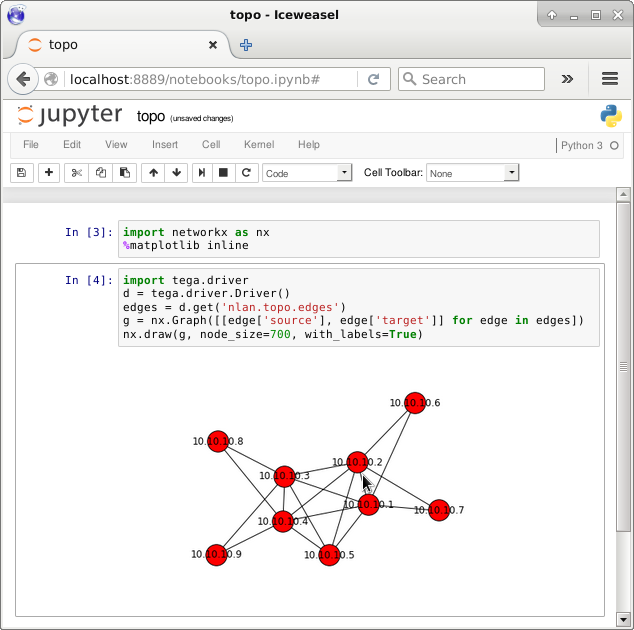 topo - Iceweasel
topo
localhost:8889/notebooks/topo.ipynb#
Search
jupyter topo (unsaved changes)
File Edit View Insert Cell Kernel Help Python 3
Code Cell Toolbar: None
In [3]: import networkx as nx
%matplotlib inline
In [4]: import tega.driver
d = tega.driver.Driver()
edges = d.get('nlan.topo.edges')
g = nx.Graph([[edge['source'], edge['target']] for edge in edges])
nx.draw(g, node_size=700, with_labels=True)
10.10.10.6
10.10.10.8
10.10.10.2
10.10.10.3
10.10.10.1
10.10.10.7
10.10.10.4
10.10.10.9
10.10.10.5